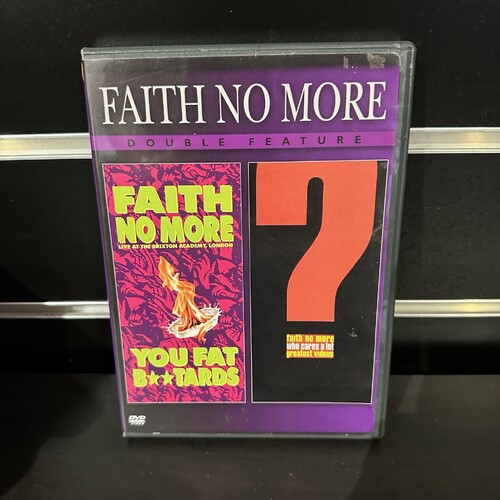 FAITH NO MORE
DOUBLE FEATURE
FAITH
NO MORE
LIVE AT THE BRIXTON ACADEMY, LONDON
YOU FAT
B★★TARDS
?
faith no more
who cares a lot
greatest videos
DVD
VIDEO